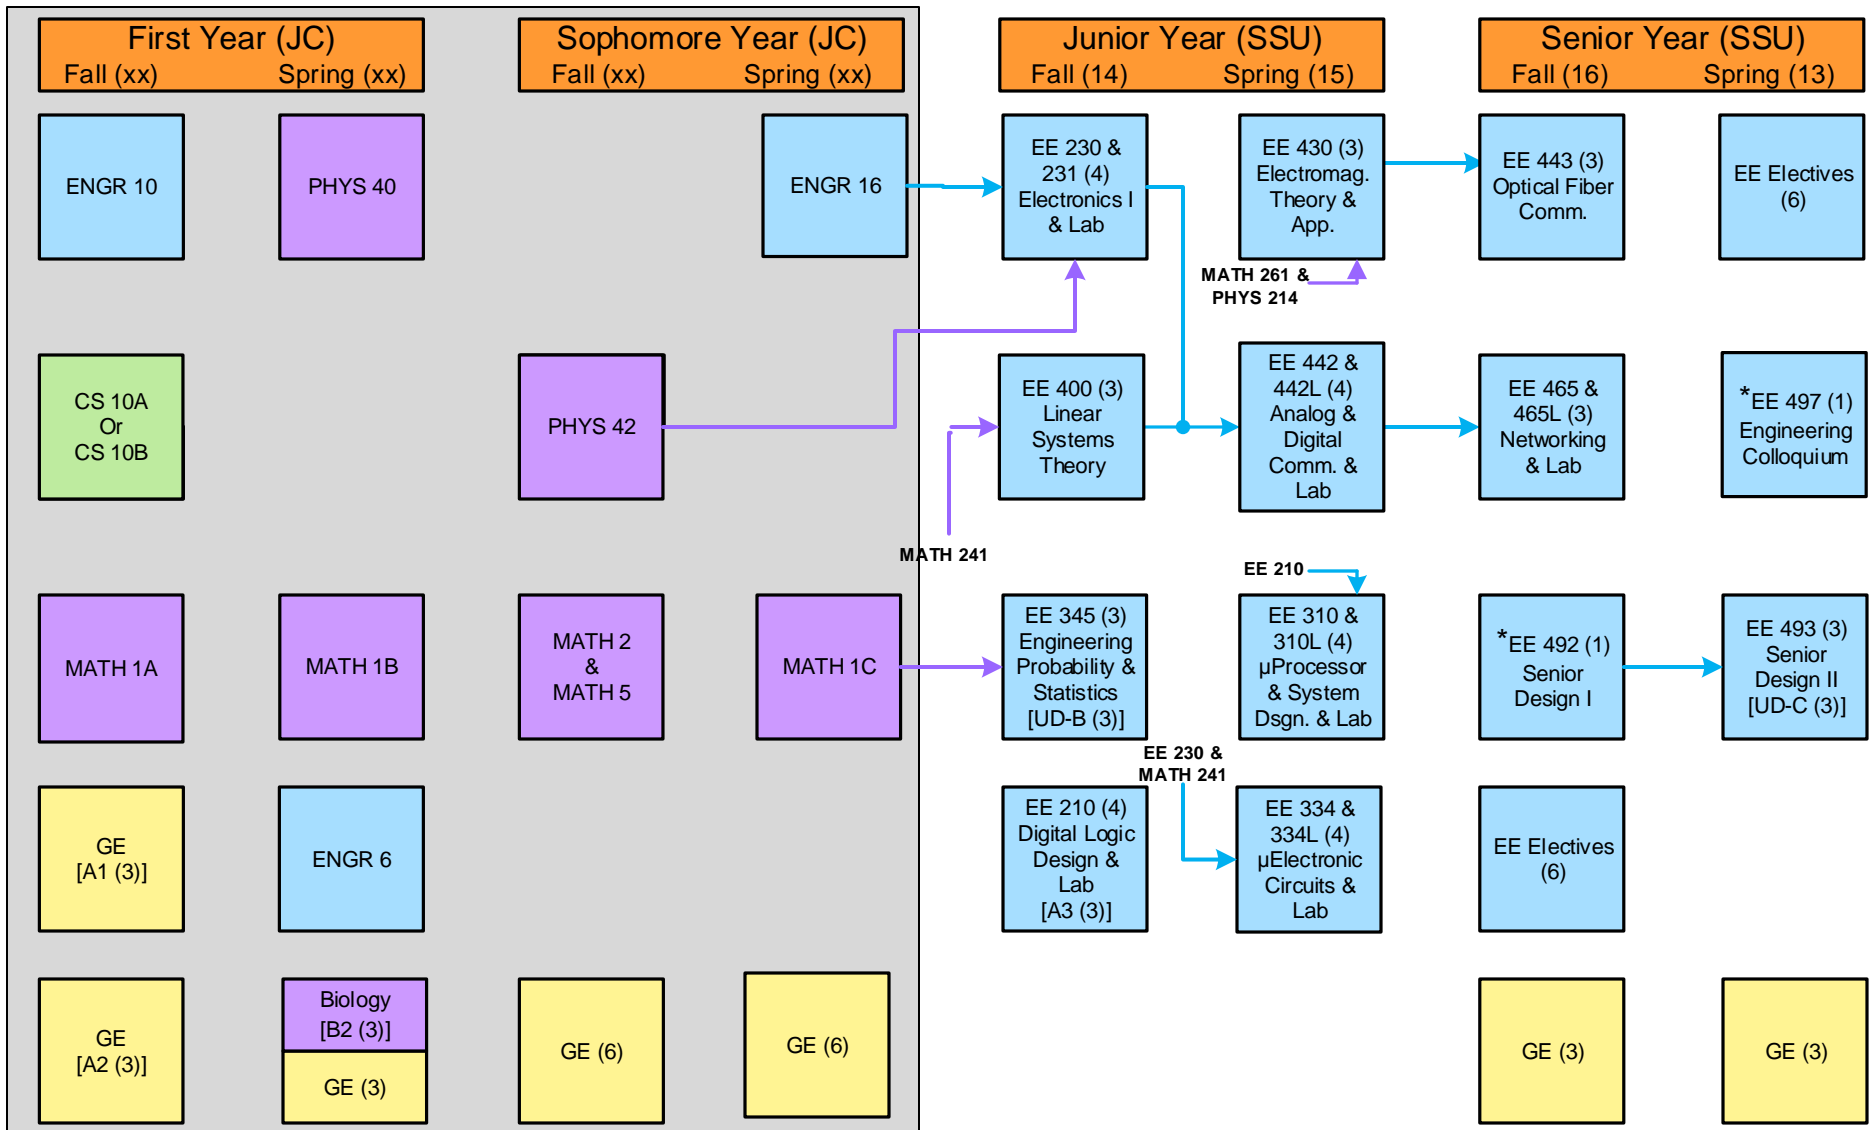 First Year (JC)
Fall (xx) Spring (xx)
Sophomore Year (JC)
Fall (xx) Spring (xx)
Junior Year (SSU)
Fall (14) Spring (15)
Senior Year (SSU)
Fall (16) Spring (13)
ENGR 10
PHYS 40
ENGR 16
EE 230 &
231 (4)
Electronics I
& Lab
EE 430 (3)
Electromag.
Theory &
App.
EE 443 (3)
Optical Fiber
Comm.
EE Electives
(6)
MATH 261 &
PHYS 214
CS 10A
Or
CS 10B
PHYS 42
EE 400 (3)
Linear
Systems
Theory
EE 442 &
442L (4)
Analog &
Digital
Comm. &
Lab
EE 465 &
465L (3)
Networking
& Lab
*EE 497 (1)
Engineering
Colloquium
MATH 241
EE 210
MATH 1A
MATH 1B
MATH 2
&
MATH 5
MATH 1C
EE 345 (3)
Engineering
Probability &
Statistics
[UD-B (3)]
EE 310 &
310L (4)
µProcessor
& System
Dsgn. & Lab
*EE 492 (1)
Senior
Design I
EE 493 (3)
Senior
Design II
[UD-C (3)]
EE 230 &
MATH 241
GE
[A1 (3)]
ENGR 6
EE 210 (4)
Digital Logic
Design &
Lab
[A3 (3)]
EE 334 &
334L (4)
µElectronic
Circuits &
Lab
EE Electives
(6)
GE
[A2 (3)]
Biology
[B2 (3)]
GE (3)
GE (6)
GE (6)
GE (3)
GE (3)